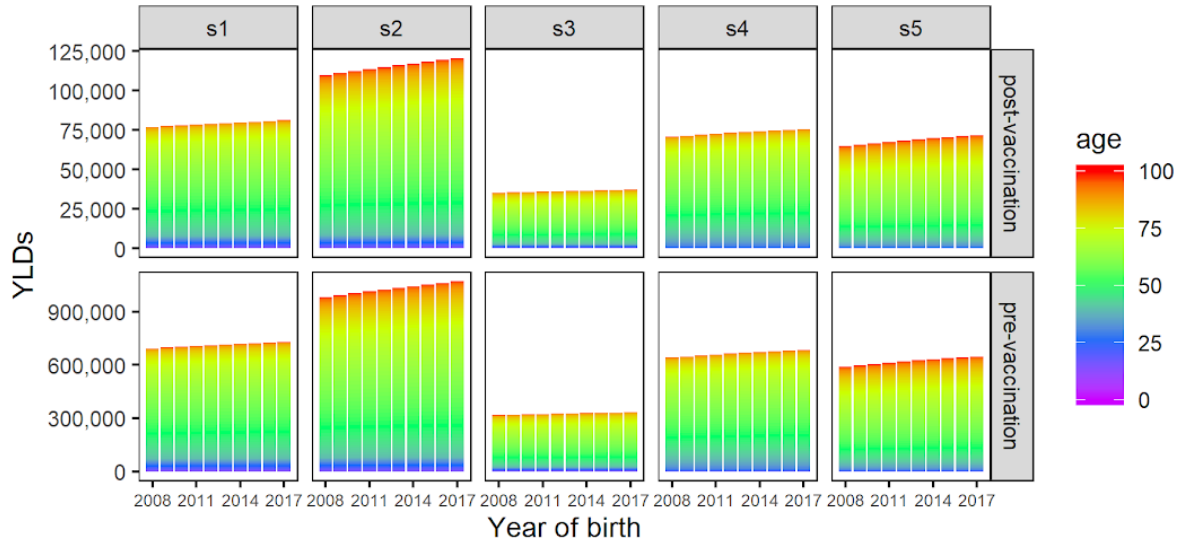 s1 s2 s3 s4 s5
125,000
100,000
75,000
50,000
25,000
0
post-vaccination
900,000
600,000
300,000
0
pre-vaccination
YLDs
2008 2011 2014 2017 2008 2011 2014 2017 2008 2011 2014 2017 2008 2011 2014 2017 2008 2011 2014 2017
Year of birth
age
100
75
50
25
0